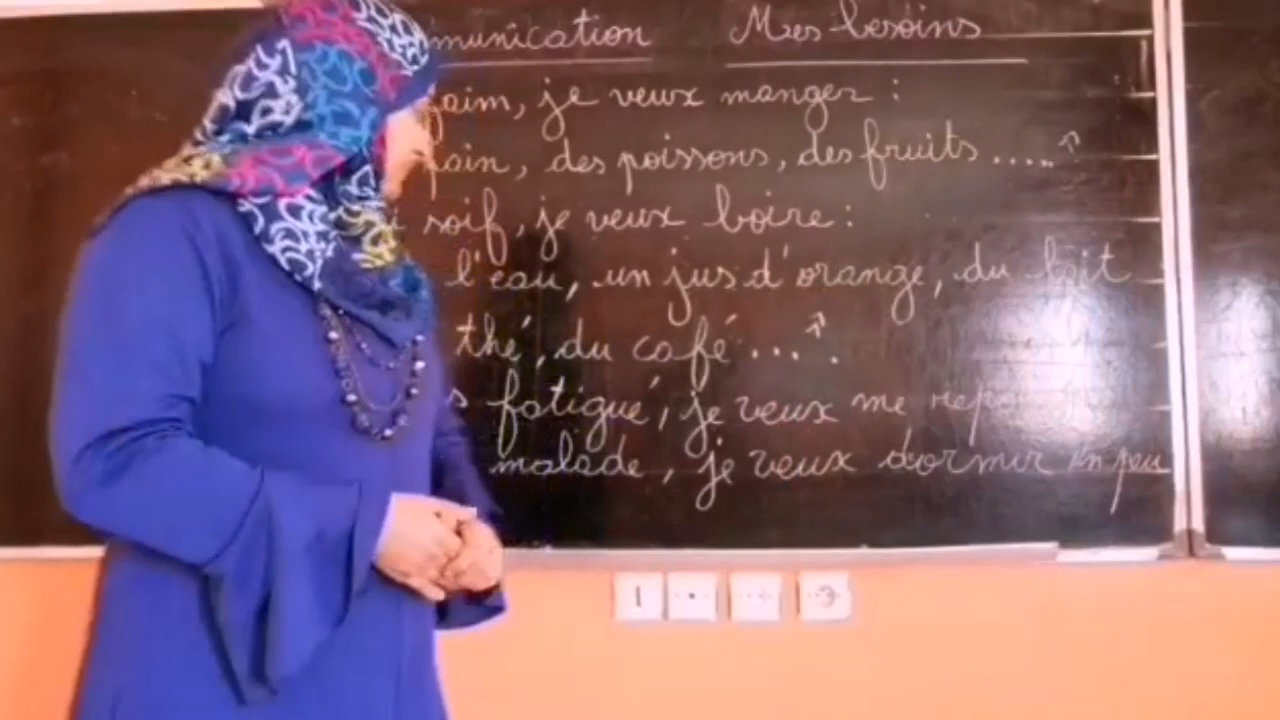 munication Mes besoins
faim, je veux manger :
pain, des poissons, des fruits .....
i soif, je veux boire :
l'eau, un jus d'orange, du lait
thé, du café ... .
s fatigué, je veux me repo
malade, je veux dormir un peu